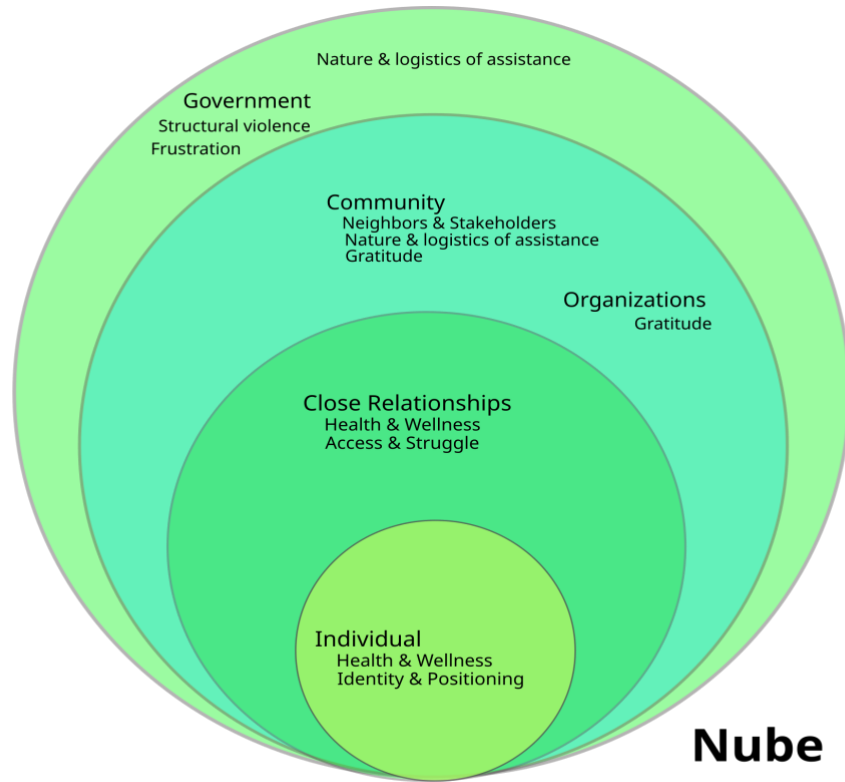 Nature & logistics of assistance
Government
Structural violence
Frustration
Community
Neighbors & Stakeholders
Nature & logistics of assistance
Gratitude
Organizations
Gratitude
Close Relationships
Health & Wellness
Access & Struggle
Individual
Health & Wellness
Identity & Positioning
Nube